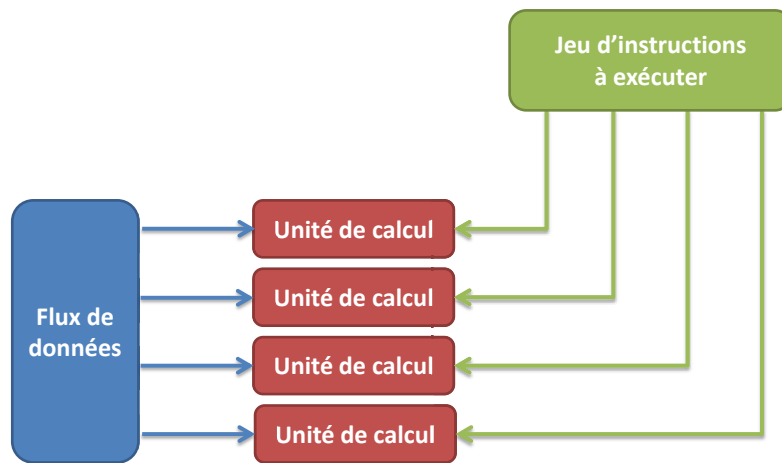 Jeu d’instructions
à exécuter
Unité de calcul
Unité de calcul
Flux de
données
Unité de calcul
Unité de calcul